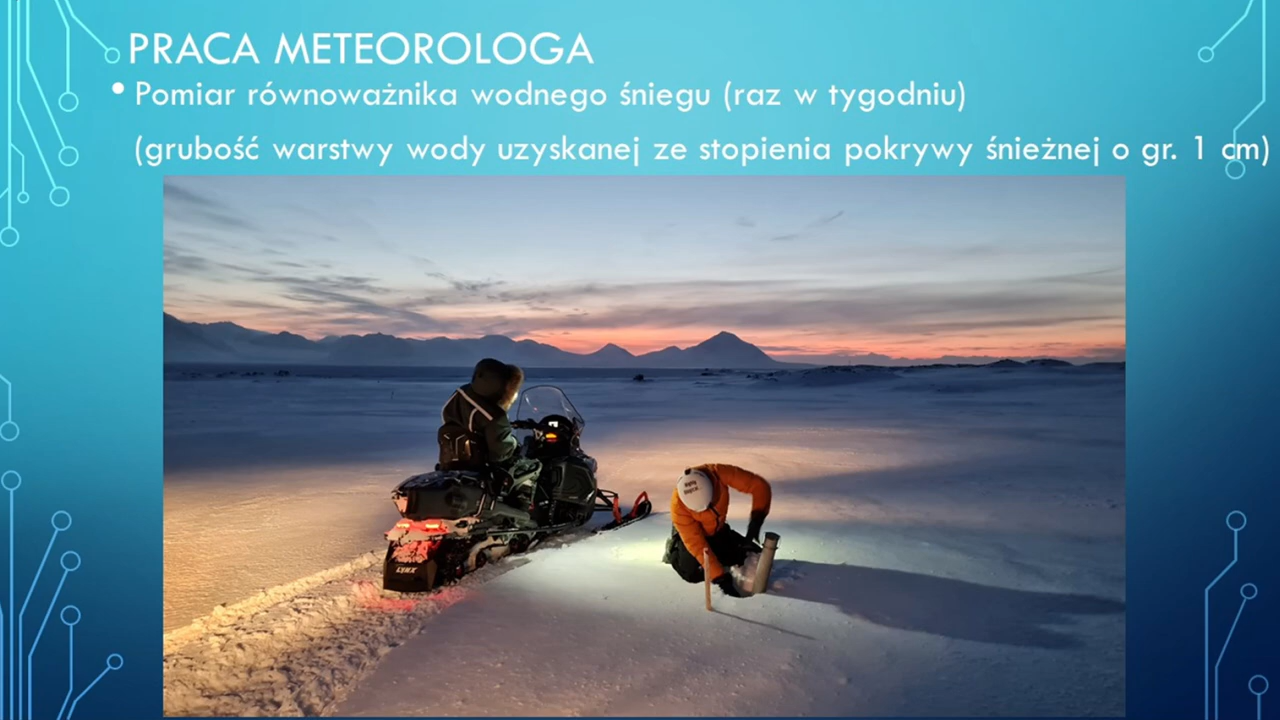 PRACA METEOROLOGA
• Pomiar równoważnika wodnego śniegu (raz w tygodniu)
(grubość warstwy wody uzyskanej ze stopienia pokrywy śnieżnej o gr. 1 cm)
LYNX